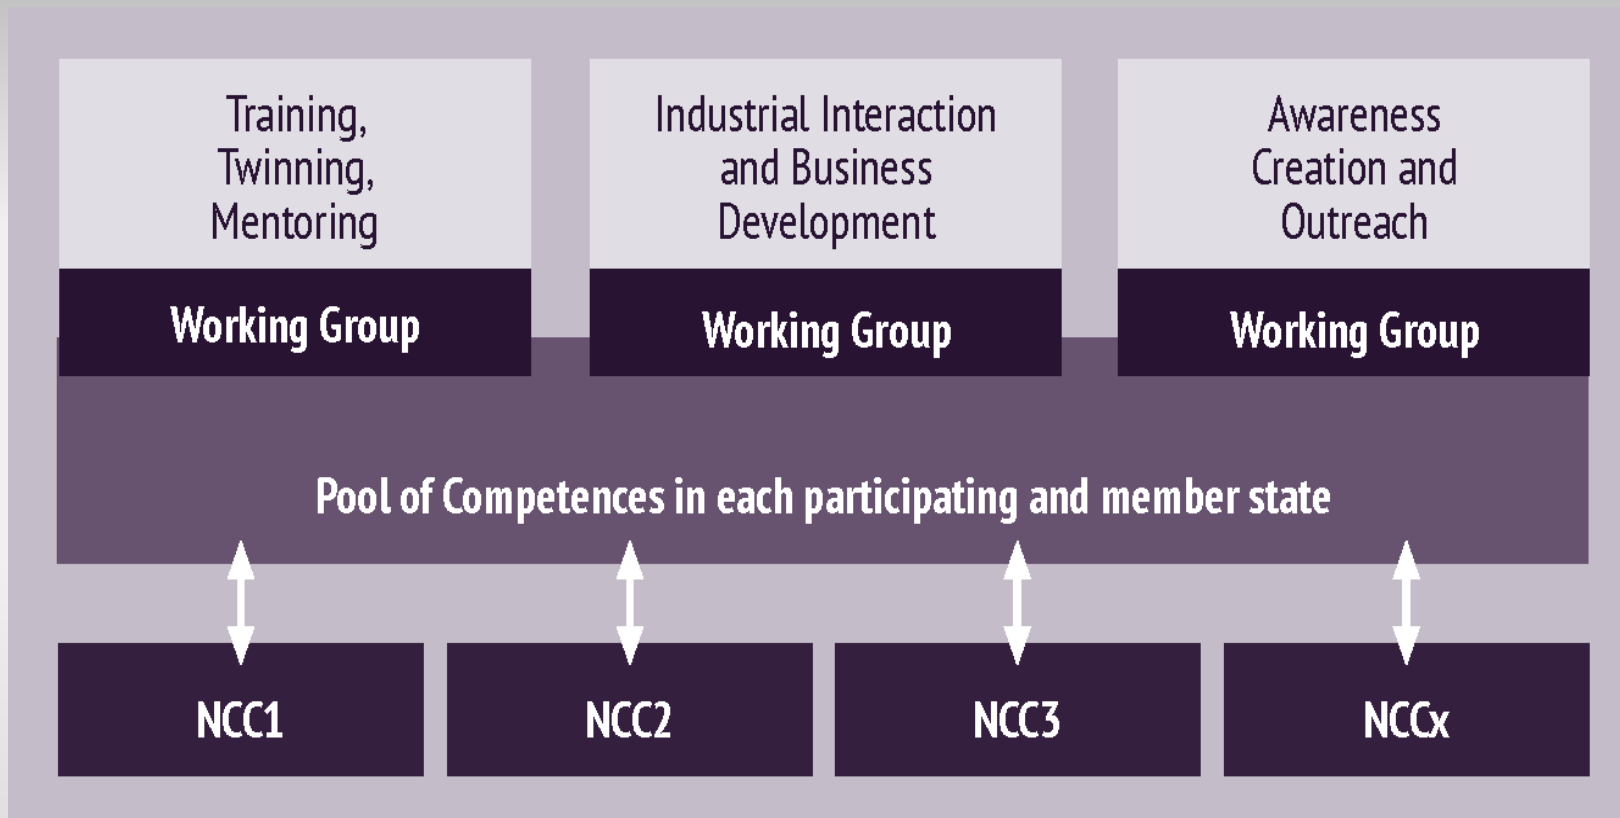 Training,
Twinning,
Mentoring
Working Group
Industrial Interaction
and Business
Development
Working Group
Awareness
Creation and
Outreach
Working Group
Pool of Competences in each participating and member state
NCC1
NCC2
NCC3
NCCx